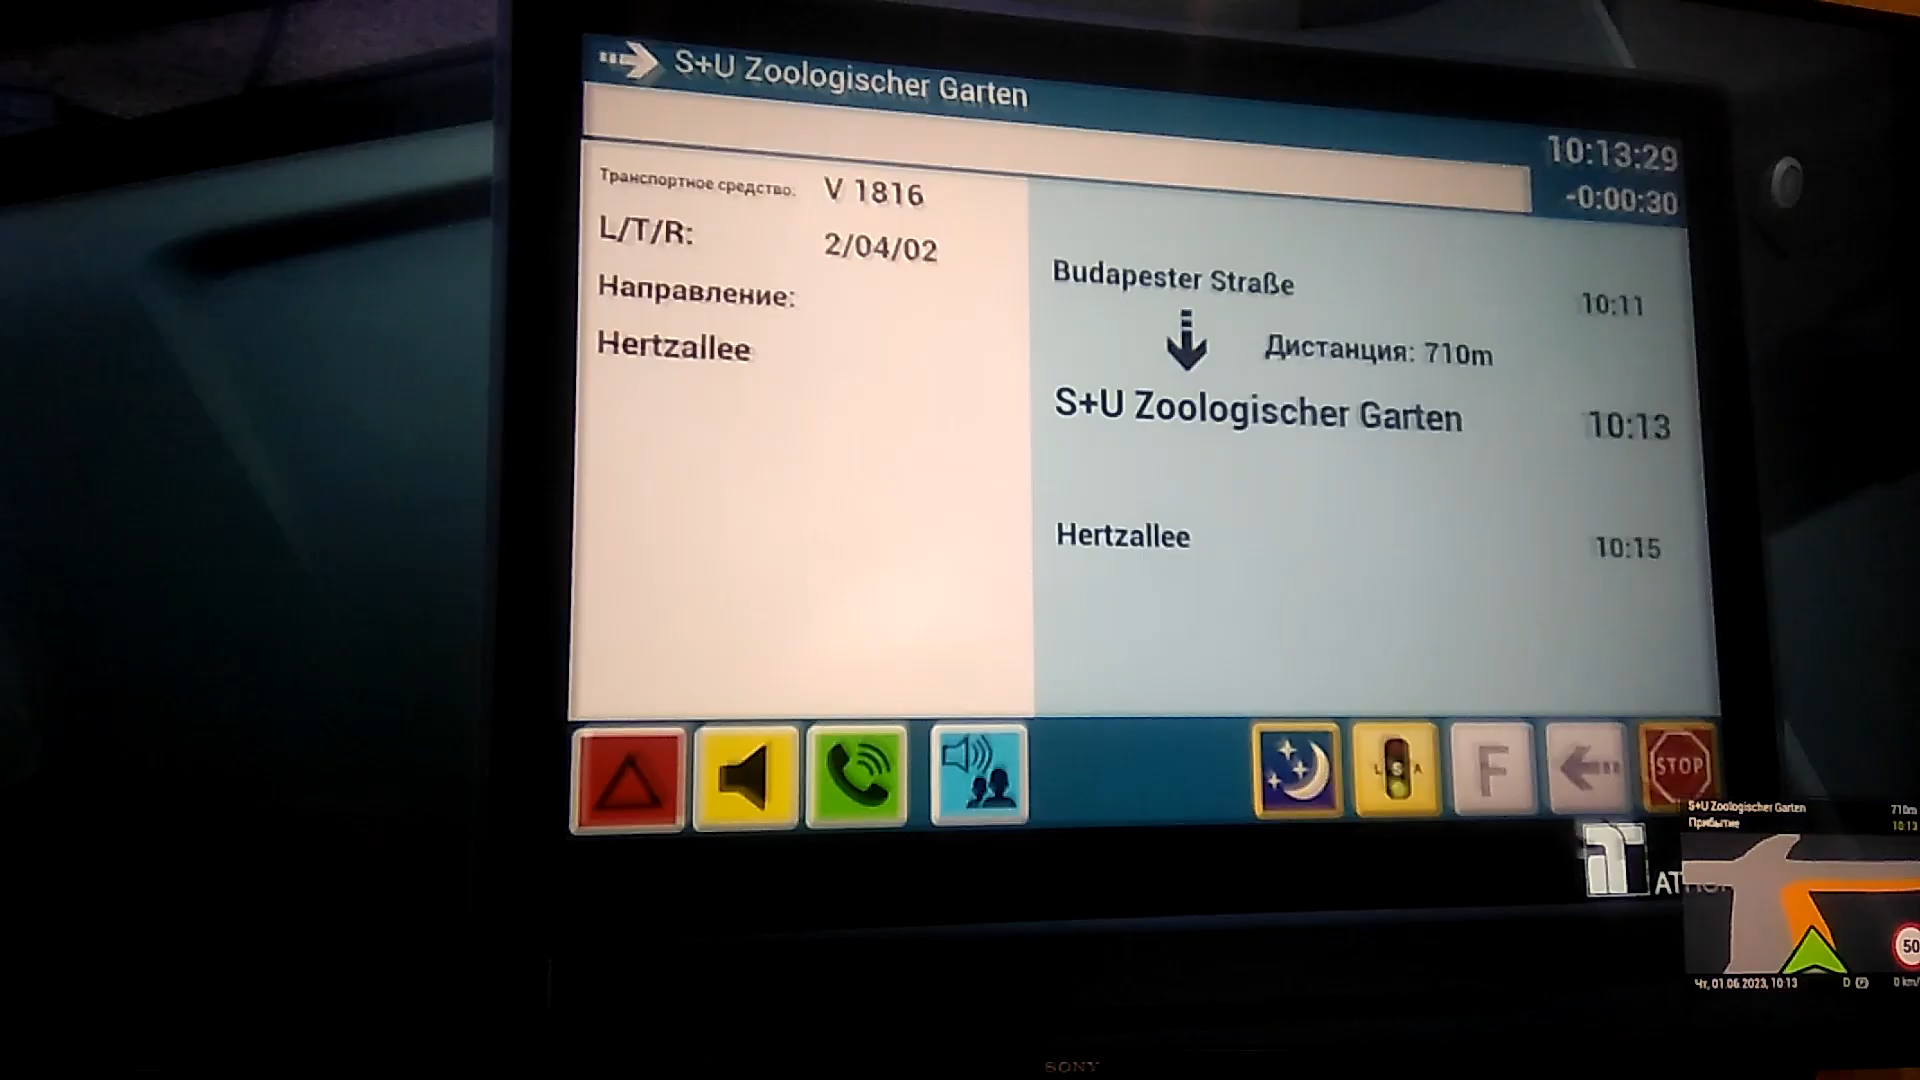 S+U Zoologischer Garten
10:13:29
-0:00:30
Транспортное средство: V 1816
L/T/R: 2/04/02
Направление:
Hertzallee
Budapester Straße 10:11
Дистанция: 710m
S+U Zoologischer Garten 10:13
Hertzallee 10:15
L S A
F
STOP
S+U Zoologischer Garten 710m
Прибытие 10:13
50
Чт, 01.06.2023, 10:13 D P 0 km/
SONY